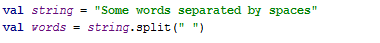 val string = "Some words separated by spaces"
val words = string.split(" ")